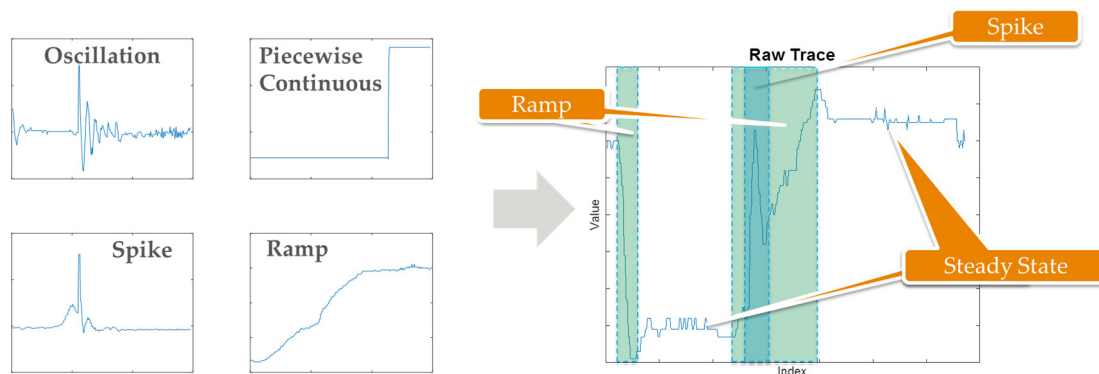 Oscillation
Piecewise
Continuous
Spike
Ramp
Spike
Raw Trace
Ramp
Value
Steady State
Index